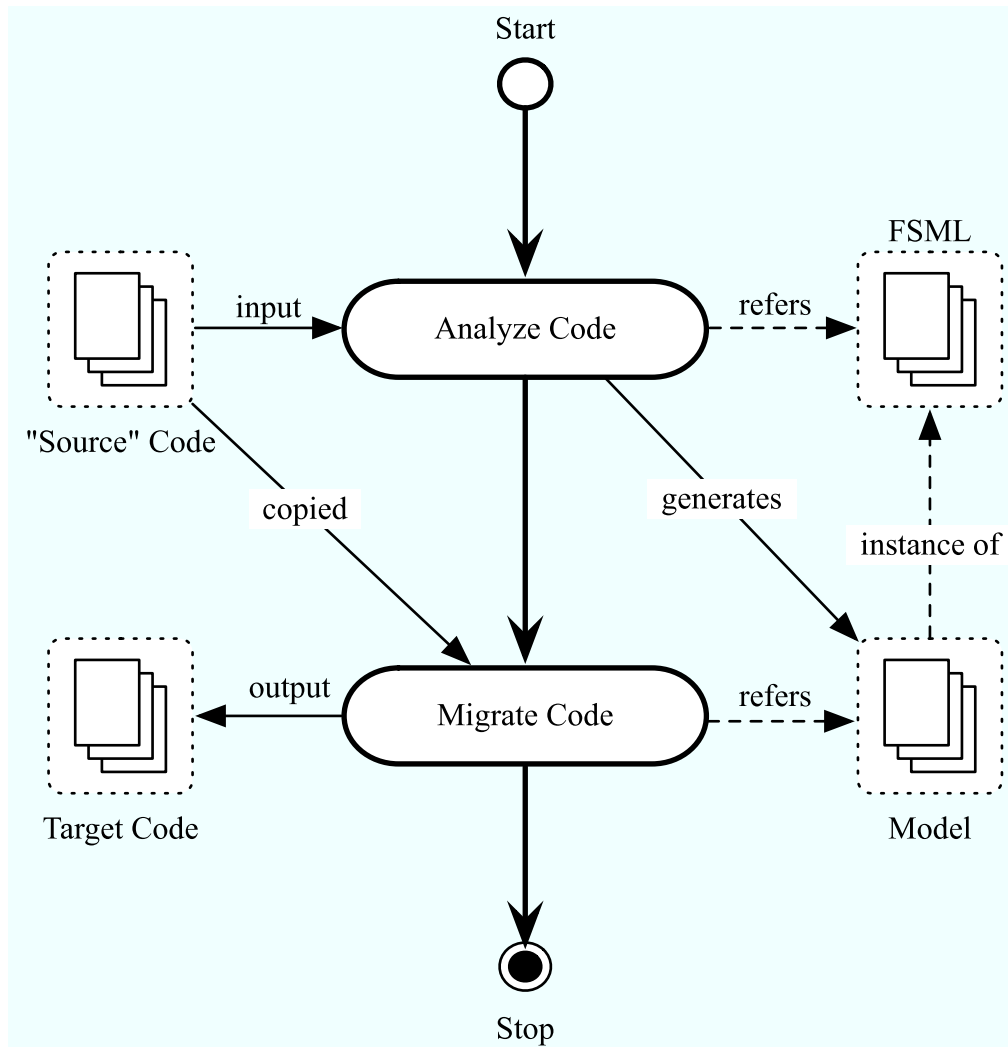 Start
FSML
input
Analyze Code
refers
"Source" Code
copied
generates
instance of
output
Migrate Code
refers
Target Code
Model
Stop